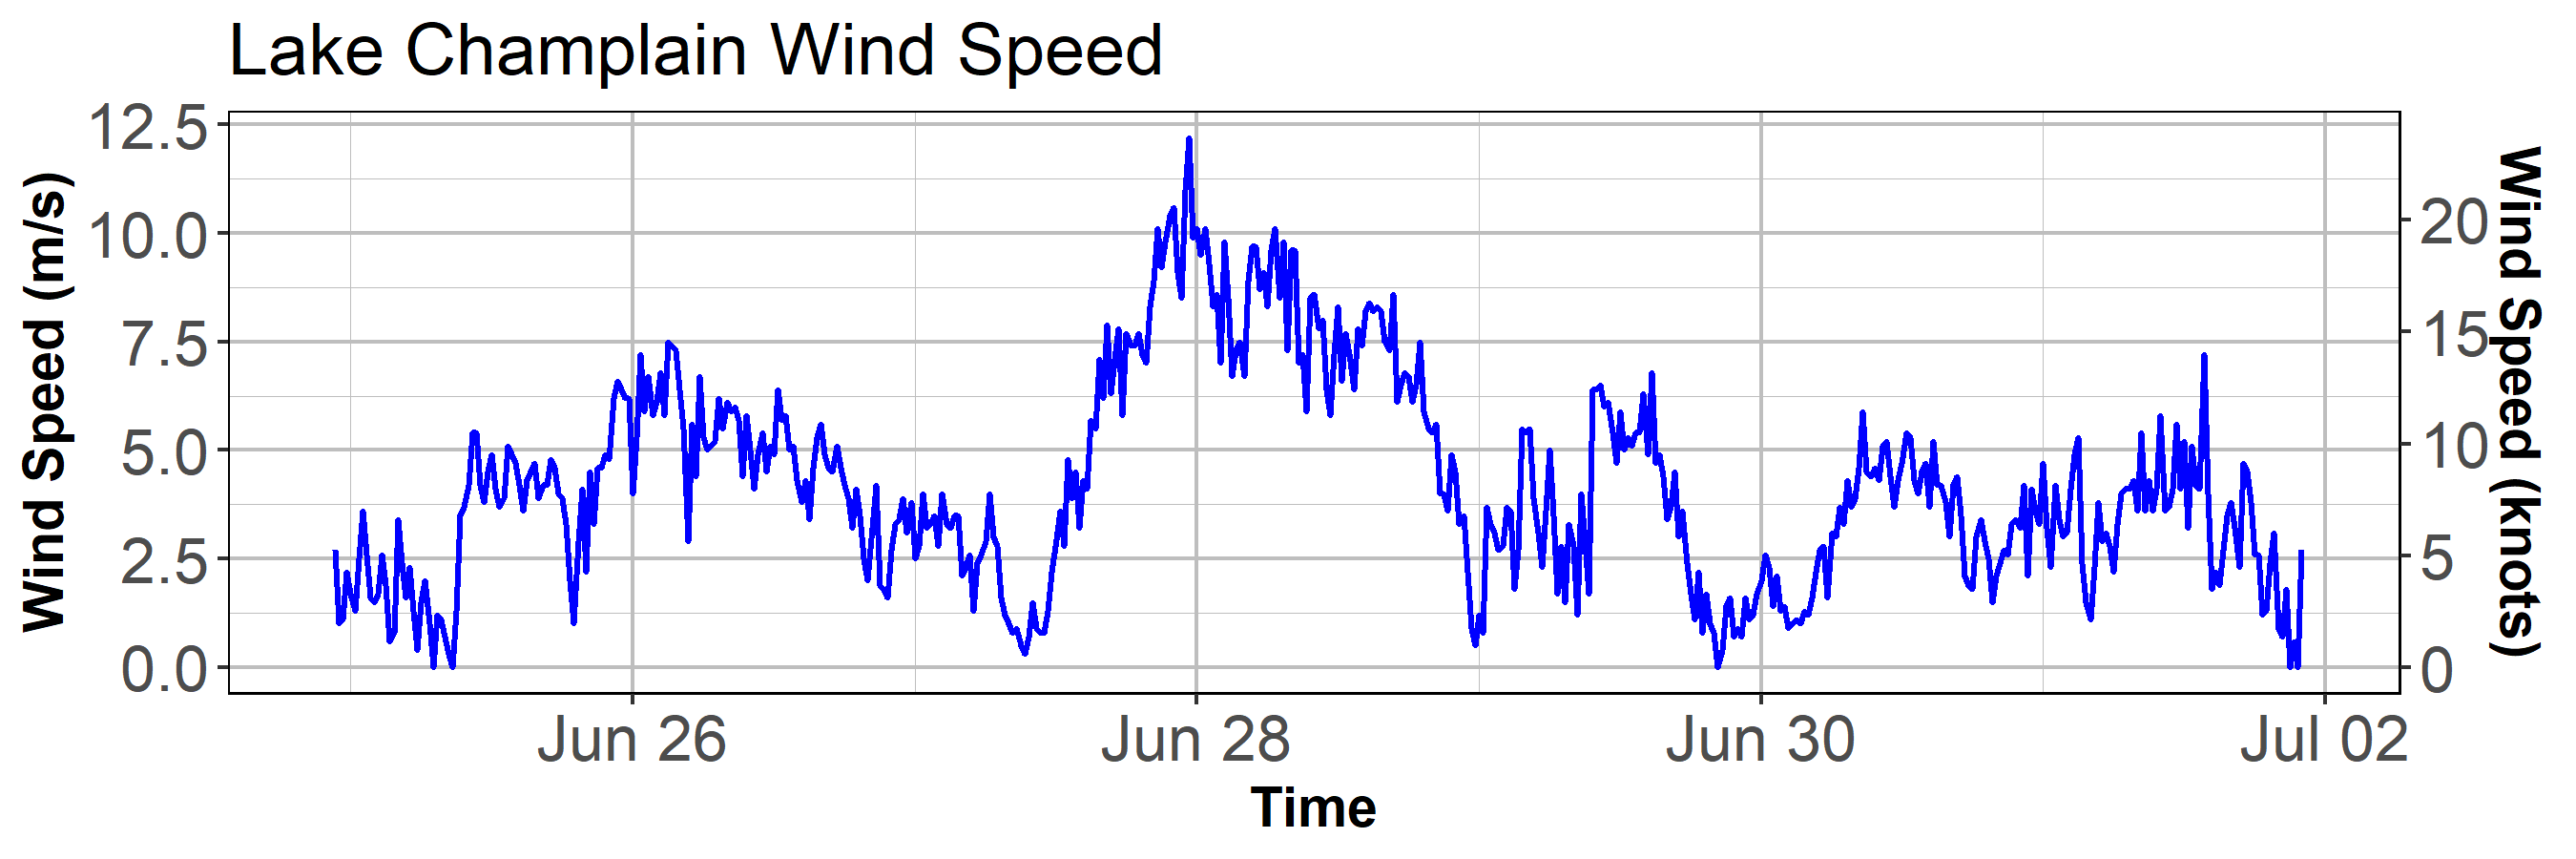 Lake Champlain Wind Speed
Wind Speed (m/s)
12.5
10.0
7.5
5.0
2.5
0.0
20
15
10
5
0
Wind Speed (knots)
Jun 26
Jun 28
Jun 30
Jul 02
Time